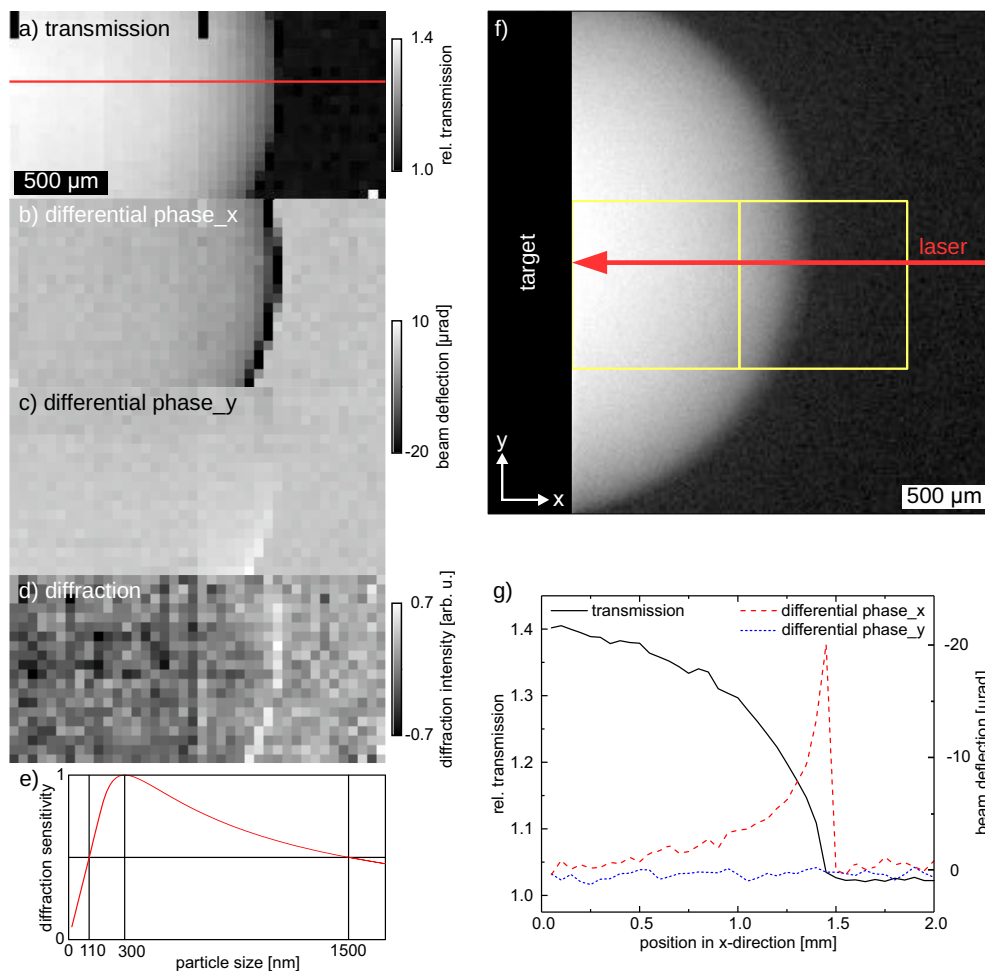 a) transmission
500 µm
1.4
rel. transmission
1.0
b) differential phase_x
10
beam deflection [µrad]
-20
c) differential phase_y
d) diffraction
0.7
diffraction intensity [arb. u.]
-0.7
e)
1
diffraction sensitivity
0
0 110 300 1500
particle size [nm]
f)
target
laser
y
x
500 µm
g)
transmission
differential phase_x
differential phase_y
1.4
1.3
1.2
1.1
1.0
rel. transmission
-20
-10
0
beam deflection [µrad]
0.0 0.5 1.0 1.5 2.0
position in x-direction [mm]